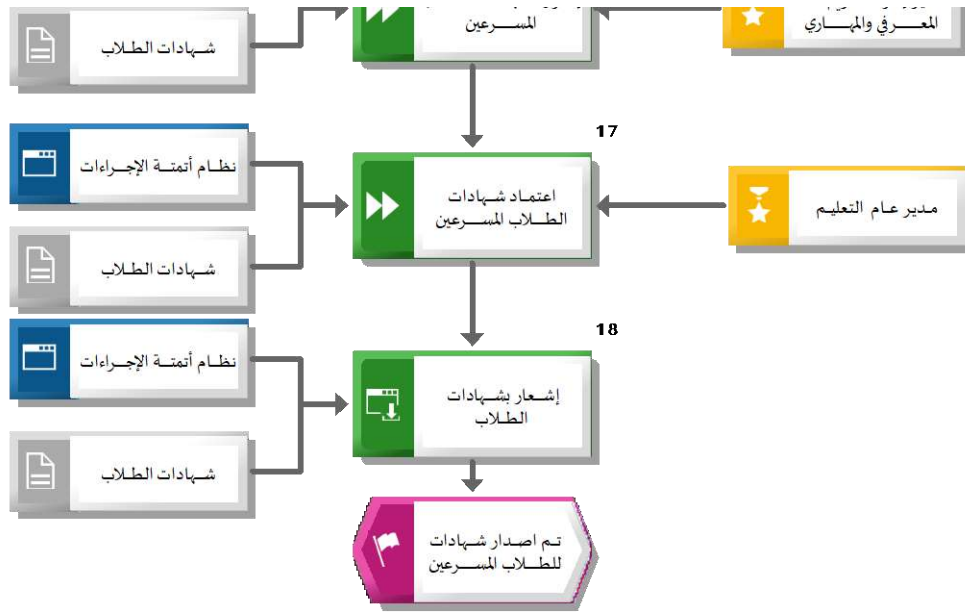 المعرفي والمهاري
المسرعين
شهادات الطلاب
17
مدير عام التعليم
اعتماد شهادات
الطلاب المسرعين
نظام أتمتة الإجراءات
شهادات الطلاب
18
إشعار بشهادات
الطلاب
نظام أتمتة الإجراءات
شهادات الطلاب
تم اصدار شهادات
للطلاب المسرعين